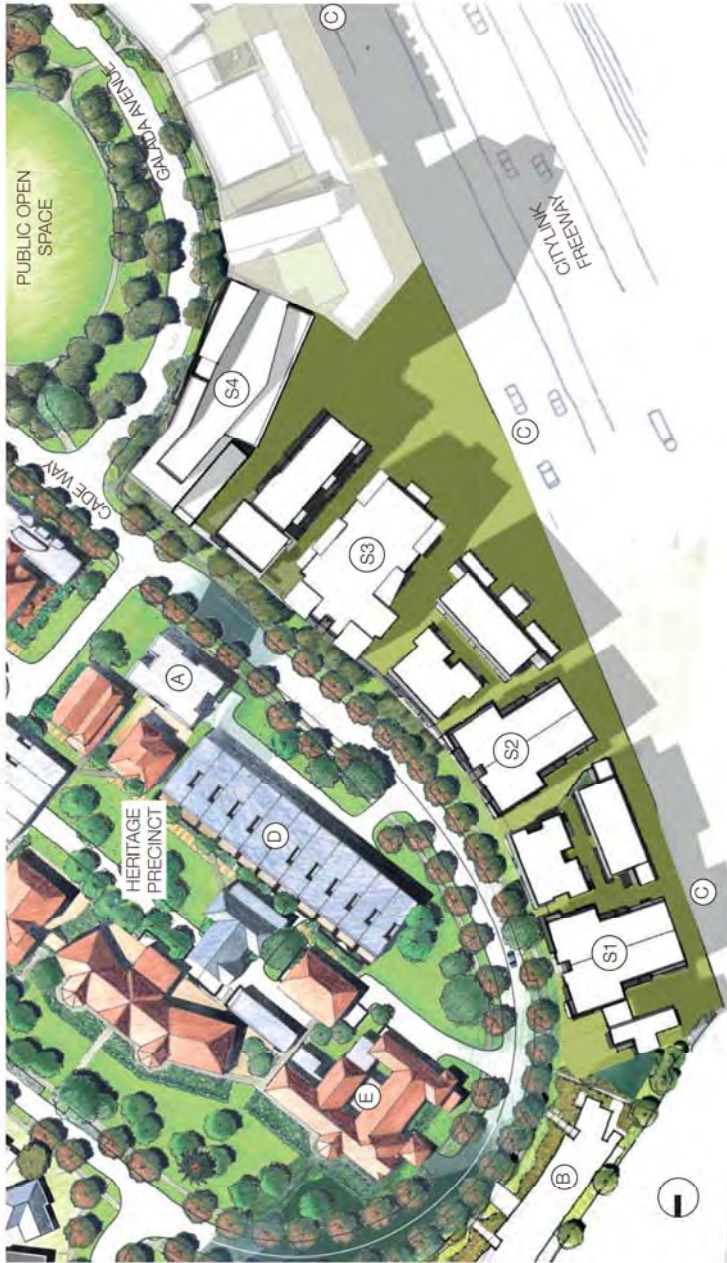 C
GALADA AVENUE
PUBLIC OPEN
SPACE
CITYLINK
FREEWAY
S4
C
CADE WAY
S3
A
HERITAGE
PRECINCT
S2
D
C
S1
E
B